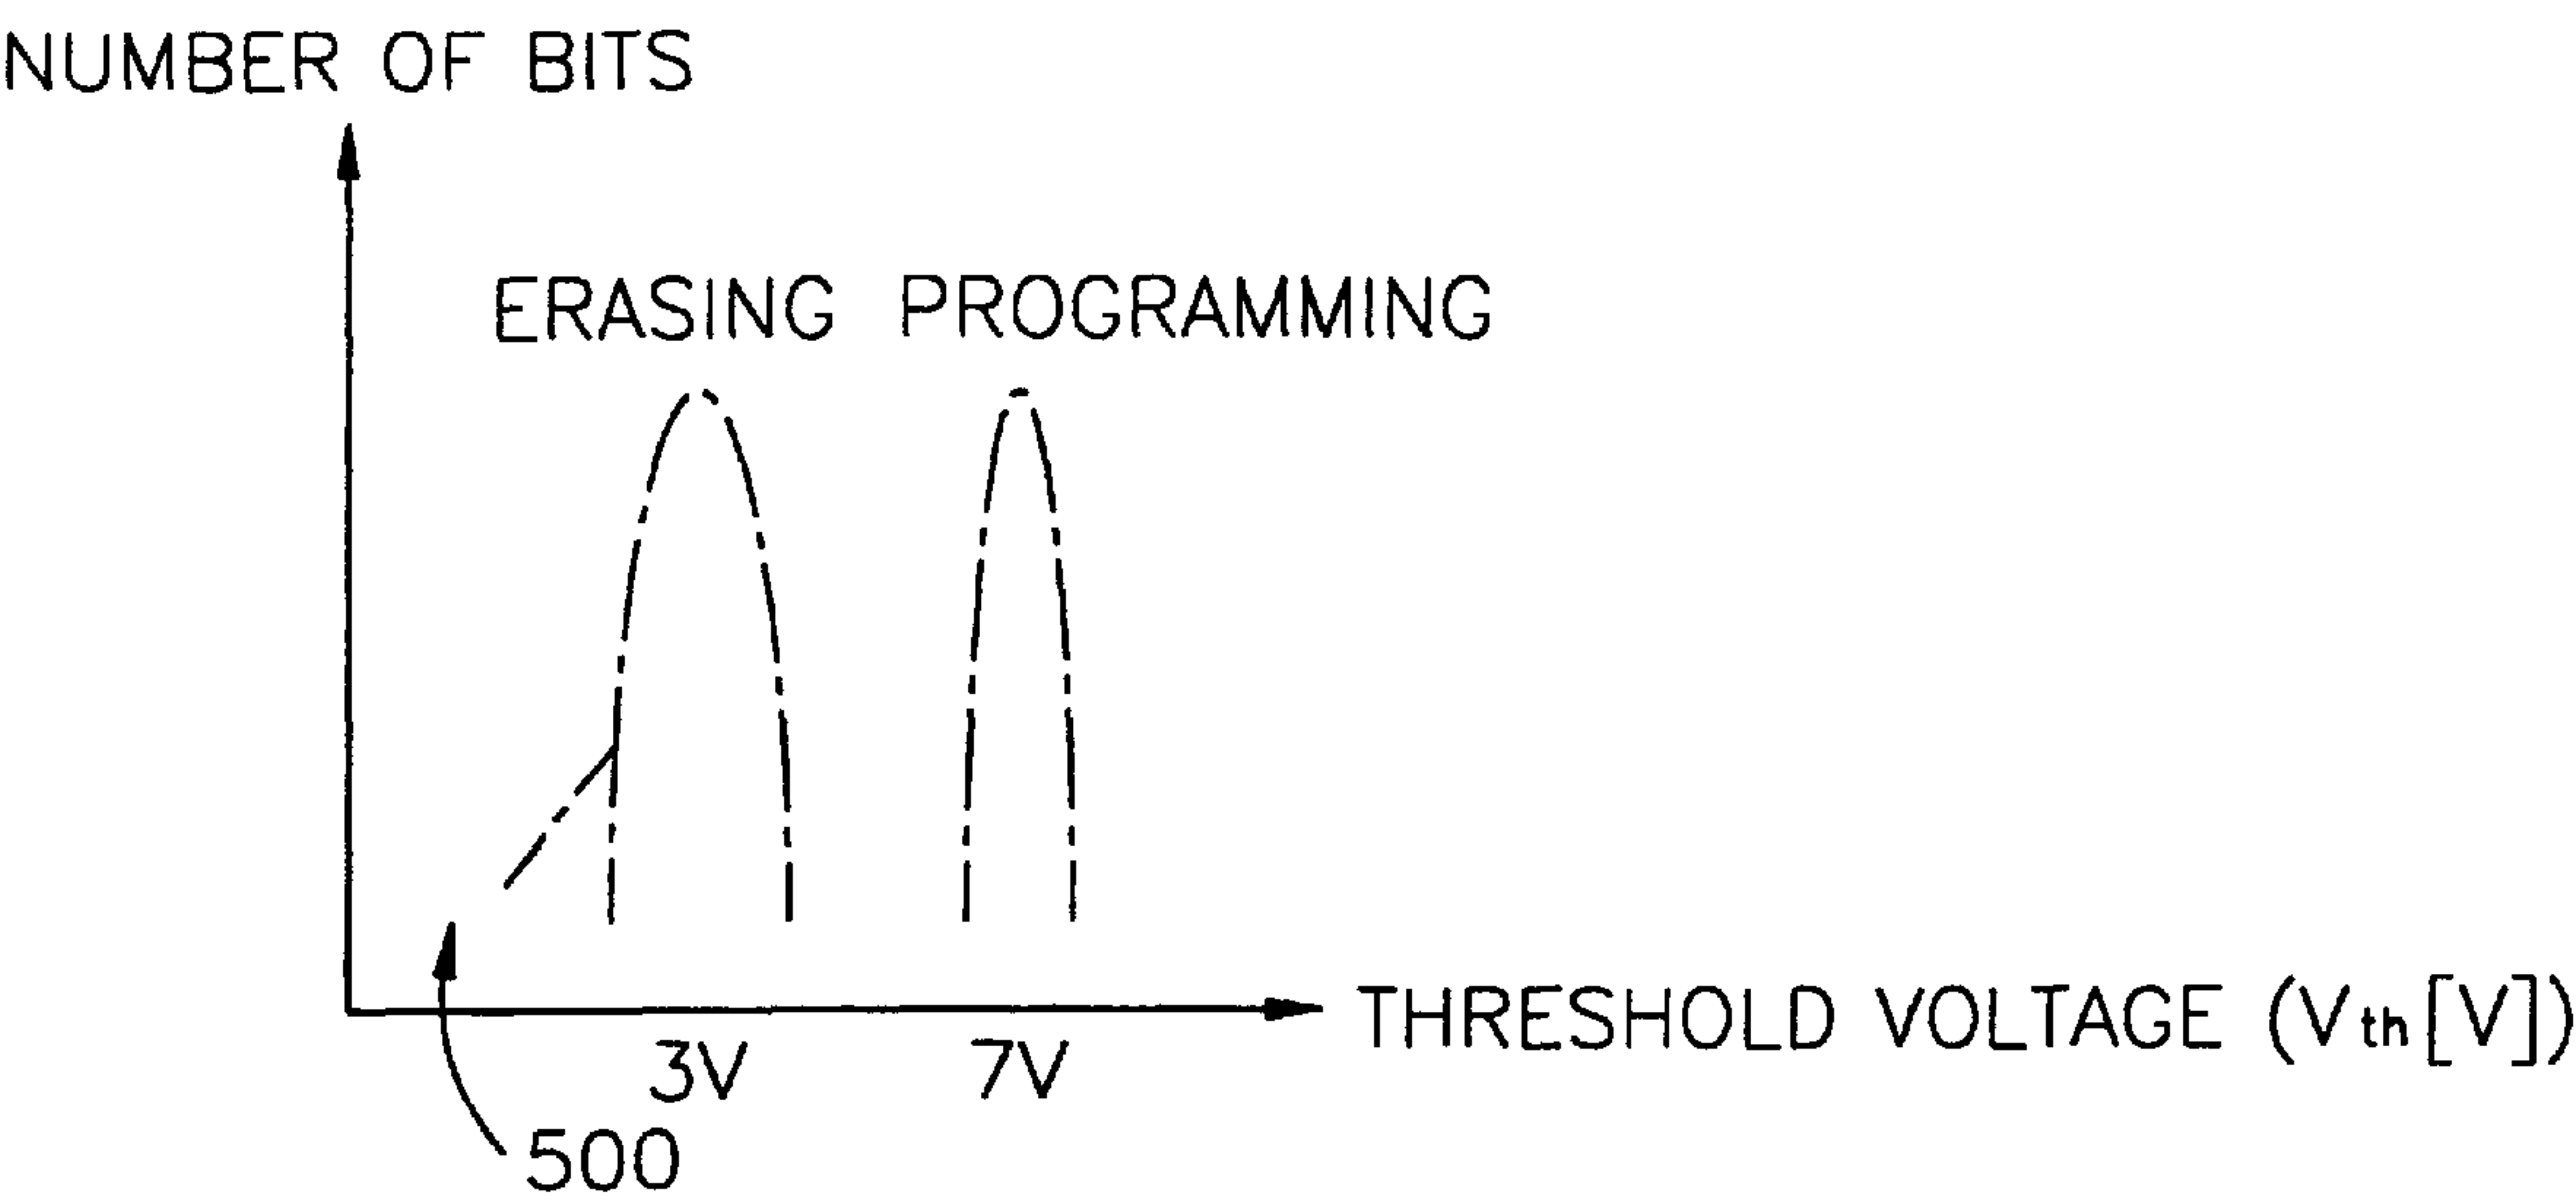 NUMBER OF BITS
ERASING PROGRAMMING
THRESHOLD VOLTAGE (Vth[V])
3V 7V
500